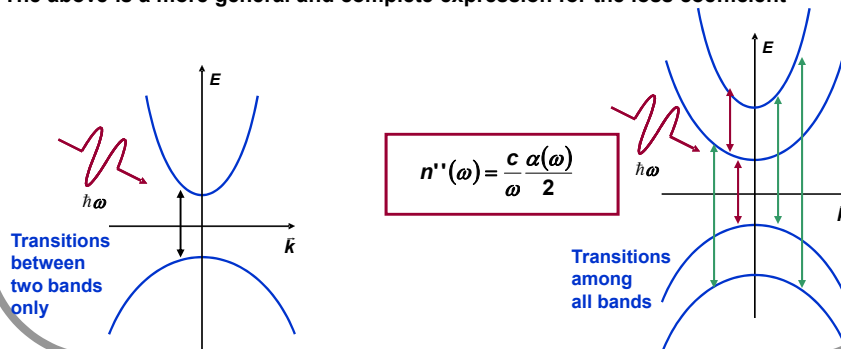 The above is a more general and complete expression for the loss coefficient
E
E
ħω
n''(ω) = c/ω α(ω)/2
ħω
k⃗
Transitions
between
two bands
only
Transitions
among
all bands